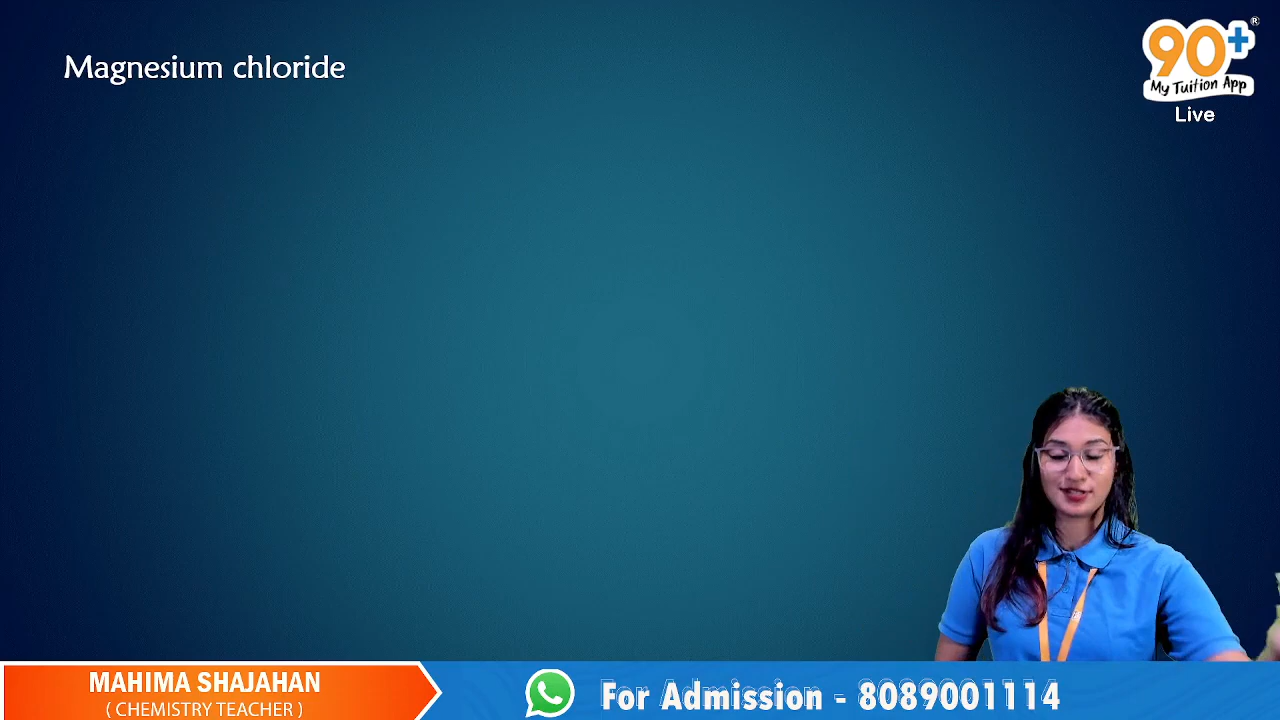 Magnesium chloride
90+
®
My Tuition App
Live
MAHIMA SHAJAHAN
( CHEMISTRY TEACHER )
For Admission - 8089001114